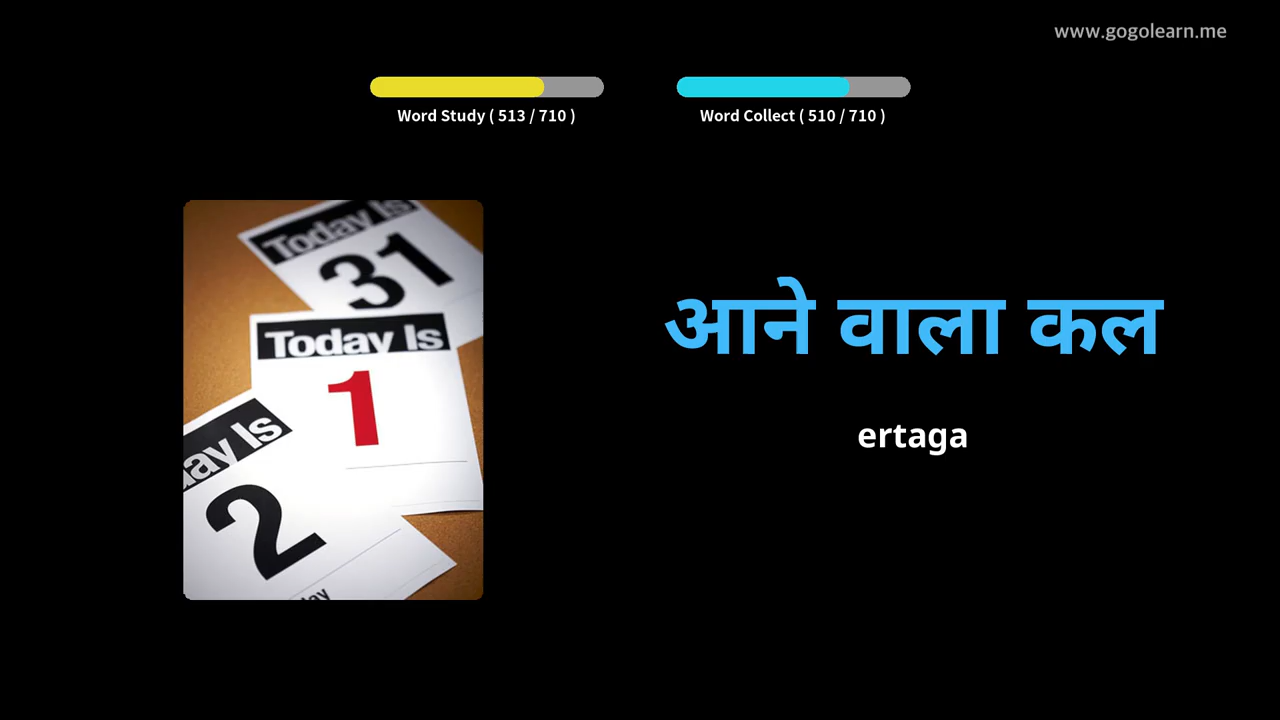 www.gogolearn.me
Word Study ( 513 / 710 )
Word Collect ( 510 / 710 )
Today Is
31
Today Is
1
ay Is
2
आने वाला कल
ertaga